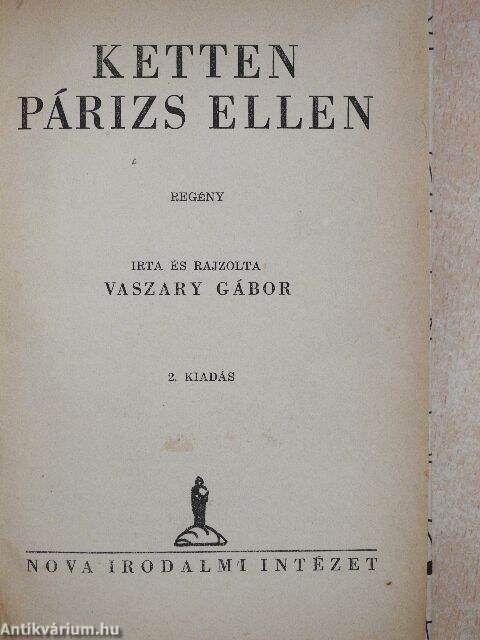 KETTEN
PÁRIZS ELLEN
REGÉNY
IRTA ÉS RAJZOLTA
VASZARY GÁBOR
2. KIADÁS
NOVA IRODALMI INTÉZET
Antikvárium.hu